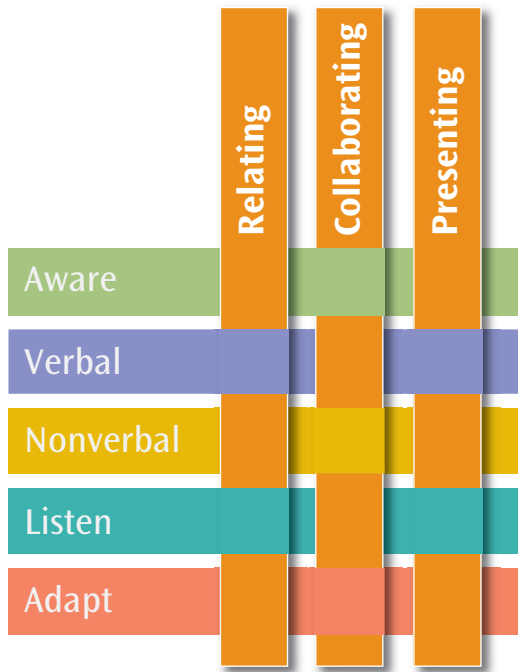 Relating
Collaborating
Presenting
Aware
Verbal
Nonverbal
Listen
Adapt